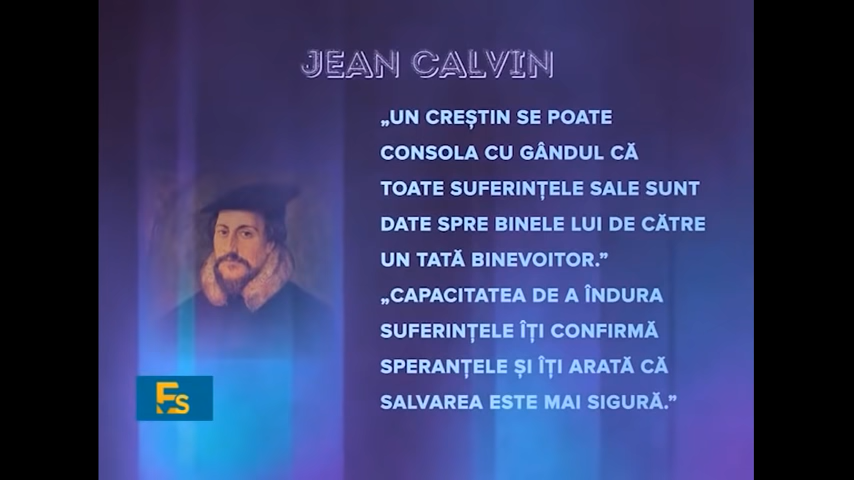 JEAN CALVIN
„UN CREȘTIN SE POATE
CONSOLA CU GÂNDUL CĂ
TOATE SUFERINȚELE SALE SUNT
DATE SPRE BINELE LUI DE CĂTRE
UN TATĂ BINEVOITOR.”
„CAPACITATEA DE A ÎNDURA
SUFERINȚELE ÎȚI CONFIRMĂ
SPERANȚELE ȘI ÎȚI ARATĂ CĂ
SALVAREA ESTE MAI SIGURĂ.”
Es